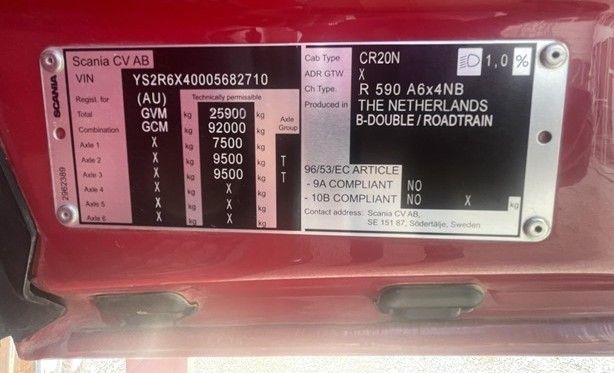 SCANIA
2962389
Scania CV AB
VIN YS2R6X40005682710
Regist. for (AU) Technically permissible
Total GVM kg 25900 kg Axle Group
Combination GCM kg 92000 kg
Axle 1 X kg 7500 kg
Axle 2 X kg 9500 kg T
Axle 3 X kg 9500 kg T
Axle 4 X kg X kg
Axle 5 X kg X kg
Axle 6 X kg X kg
Cab Type CR20N 1,0 %
ADR GTW X
Ch. Type R 590 A6x4NB
Produced in THE NETHERLANDS
B-DOUBLE / ROADTRAIN
96/53/EC ARTICLE
- 9A COMPLIANT NO
- 10B COMPLIANT NO X kg
Contact address: Scania CV AB,
SE 151 87, Södertälje, Sweden